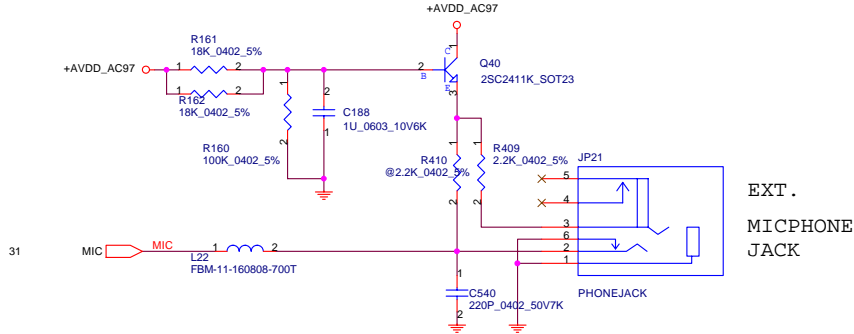 +AVDD_AC97
R161
18K_0402_5%
1
2
+AVDD_AC97
1
2
R162
18K_0402_5%
1
2
R160
100K_0402_5%
2
1
C188
1U_0603_10V6K
2
B
C
1
E
3
Q40
2SC2411K_SOT23
1
R410
@2.2K_0402_5%
2
1
R409
2.2K_0402_5%
2
JP21
5
4
3
6
2
1
PHONEJACK
EXT.
MICPHONE
JACK
31
MIC
MIC
1
2
L22
FBM-11-160808-700T
1
C540
220P_0402_50V7K
2